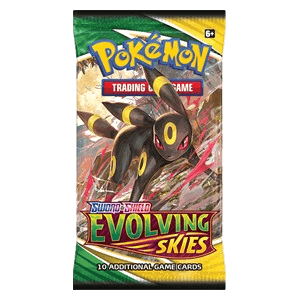 6+
POKéMON
TRADING CARD GAME
SWORD & SHIELD
EVOLVING
SKIES
10 ADDITIONAL GAME CARDS